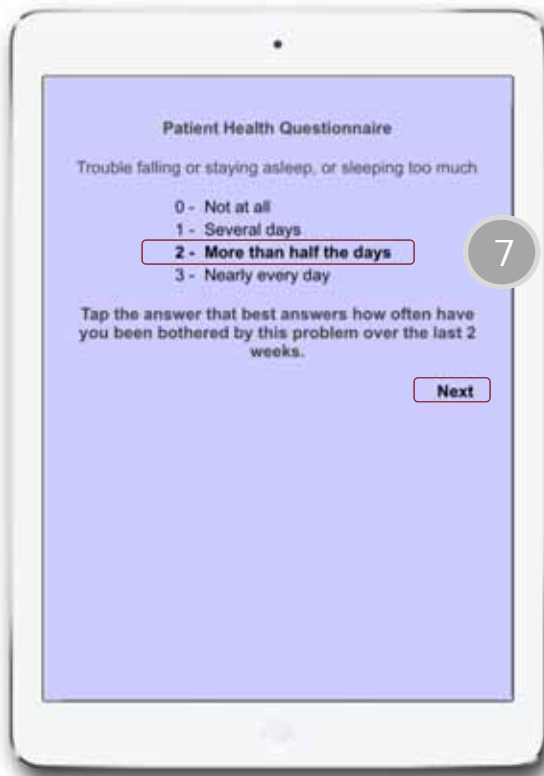 Patient Health Questionnaire
Trouble falling or staying asleep, or sleeping too much
0 - Not at all
1 - Several days
2 - More than half the days
7
3 - Nearly every day
Tap the answer that best answers how often have
you been bothered by this problem over the last 2
weeks.
Next